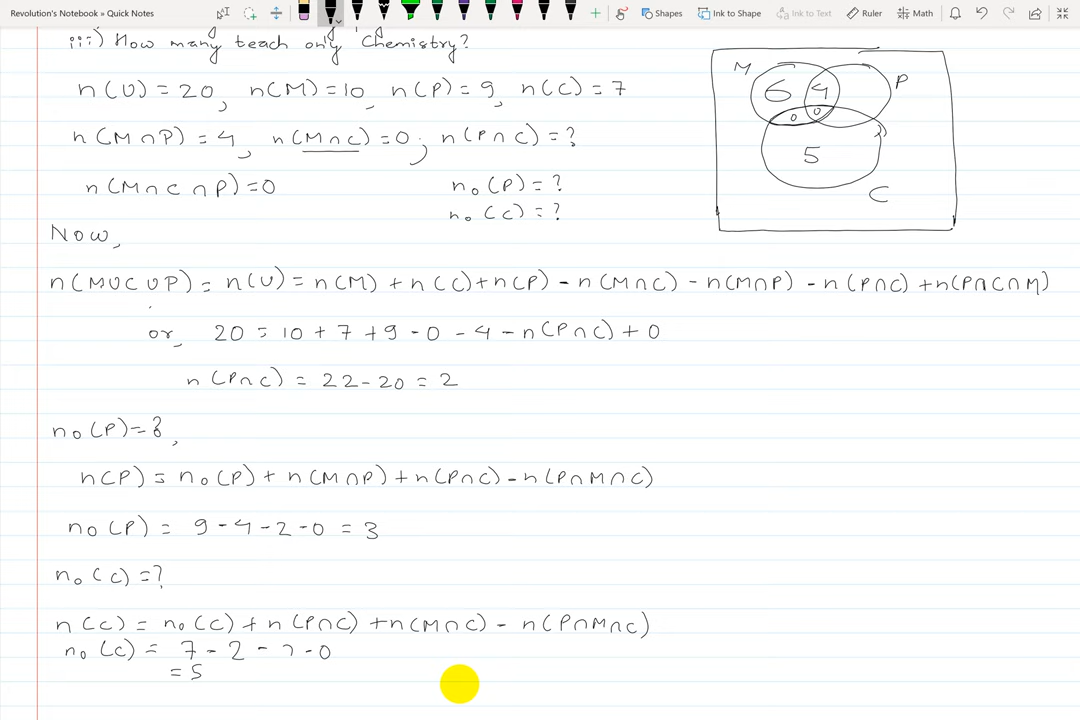 Revolution's Notebook » Quick Notes
Shapes Ink to Shape Ink to Text Ruler Math
iii) How many teach only Chemistry?
n(U) = 20, n(M) = 10, n(P) = 9, n(C) = 7
n(M∩P) = 4, n(M∩C) = 0; n(P∩C) = ?
n(M∩C∩P) = 0
n₀(P) = ?
n₀(C) = ?
M 6 4 P
0 0
5
C
Now,
n(M∪C∪P) = n(U) = n(M) + n(C) + n(P) - n(M∩C) - n(M∩P) - n(P∩C) + n(P∩C∩M)
or, 20 = 10 + 7 + 9 - 0 - 4 - n(P∩C) + 0
n(P∩C) = 22 - 20 = 2
n₀(P) = ?,
n(P) = n₀(P) + n(M∩P) + n(P∩C) - n(P∩M∩C)
n₀(P) = 9 - 4 - 2 - 0 = 3
n₀(C) = ?
n(C) = n₀(C) + n(P∩C) + n(M∩C) - n(P∩M∩C)
n₀(C) = 7 - 2 - - 0
= 5